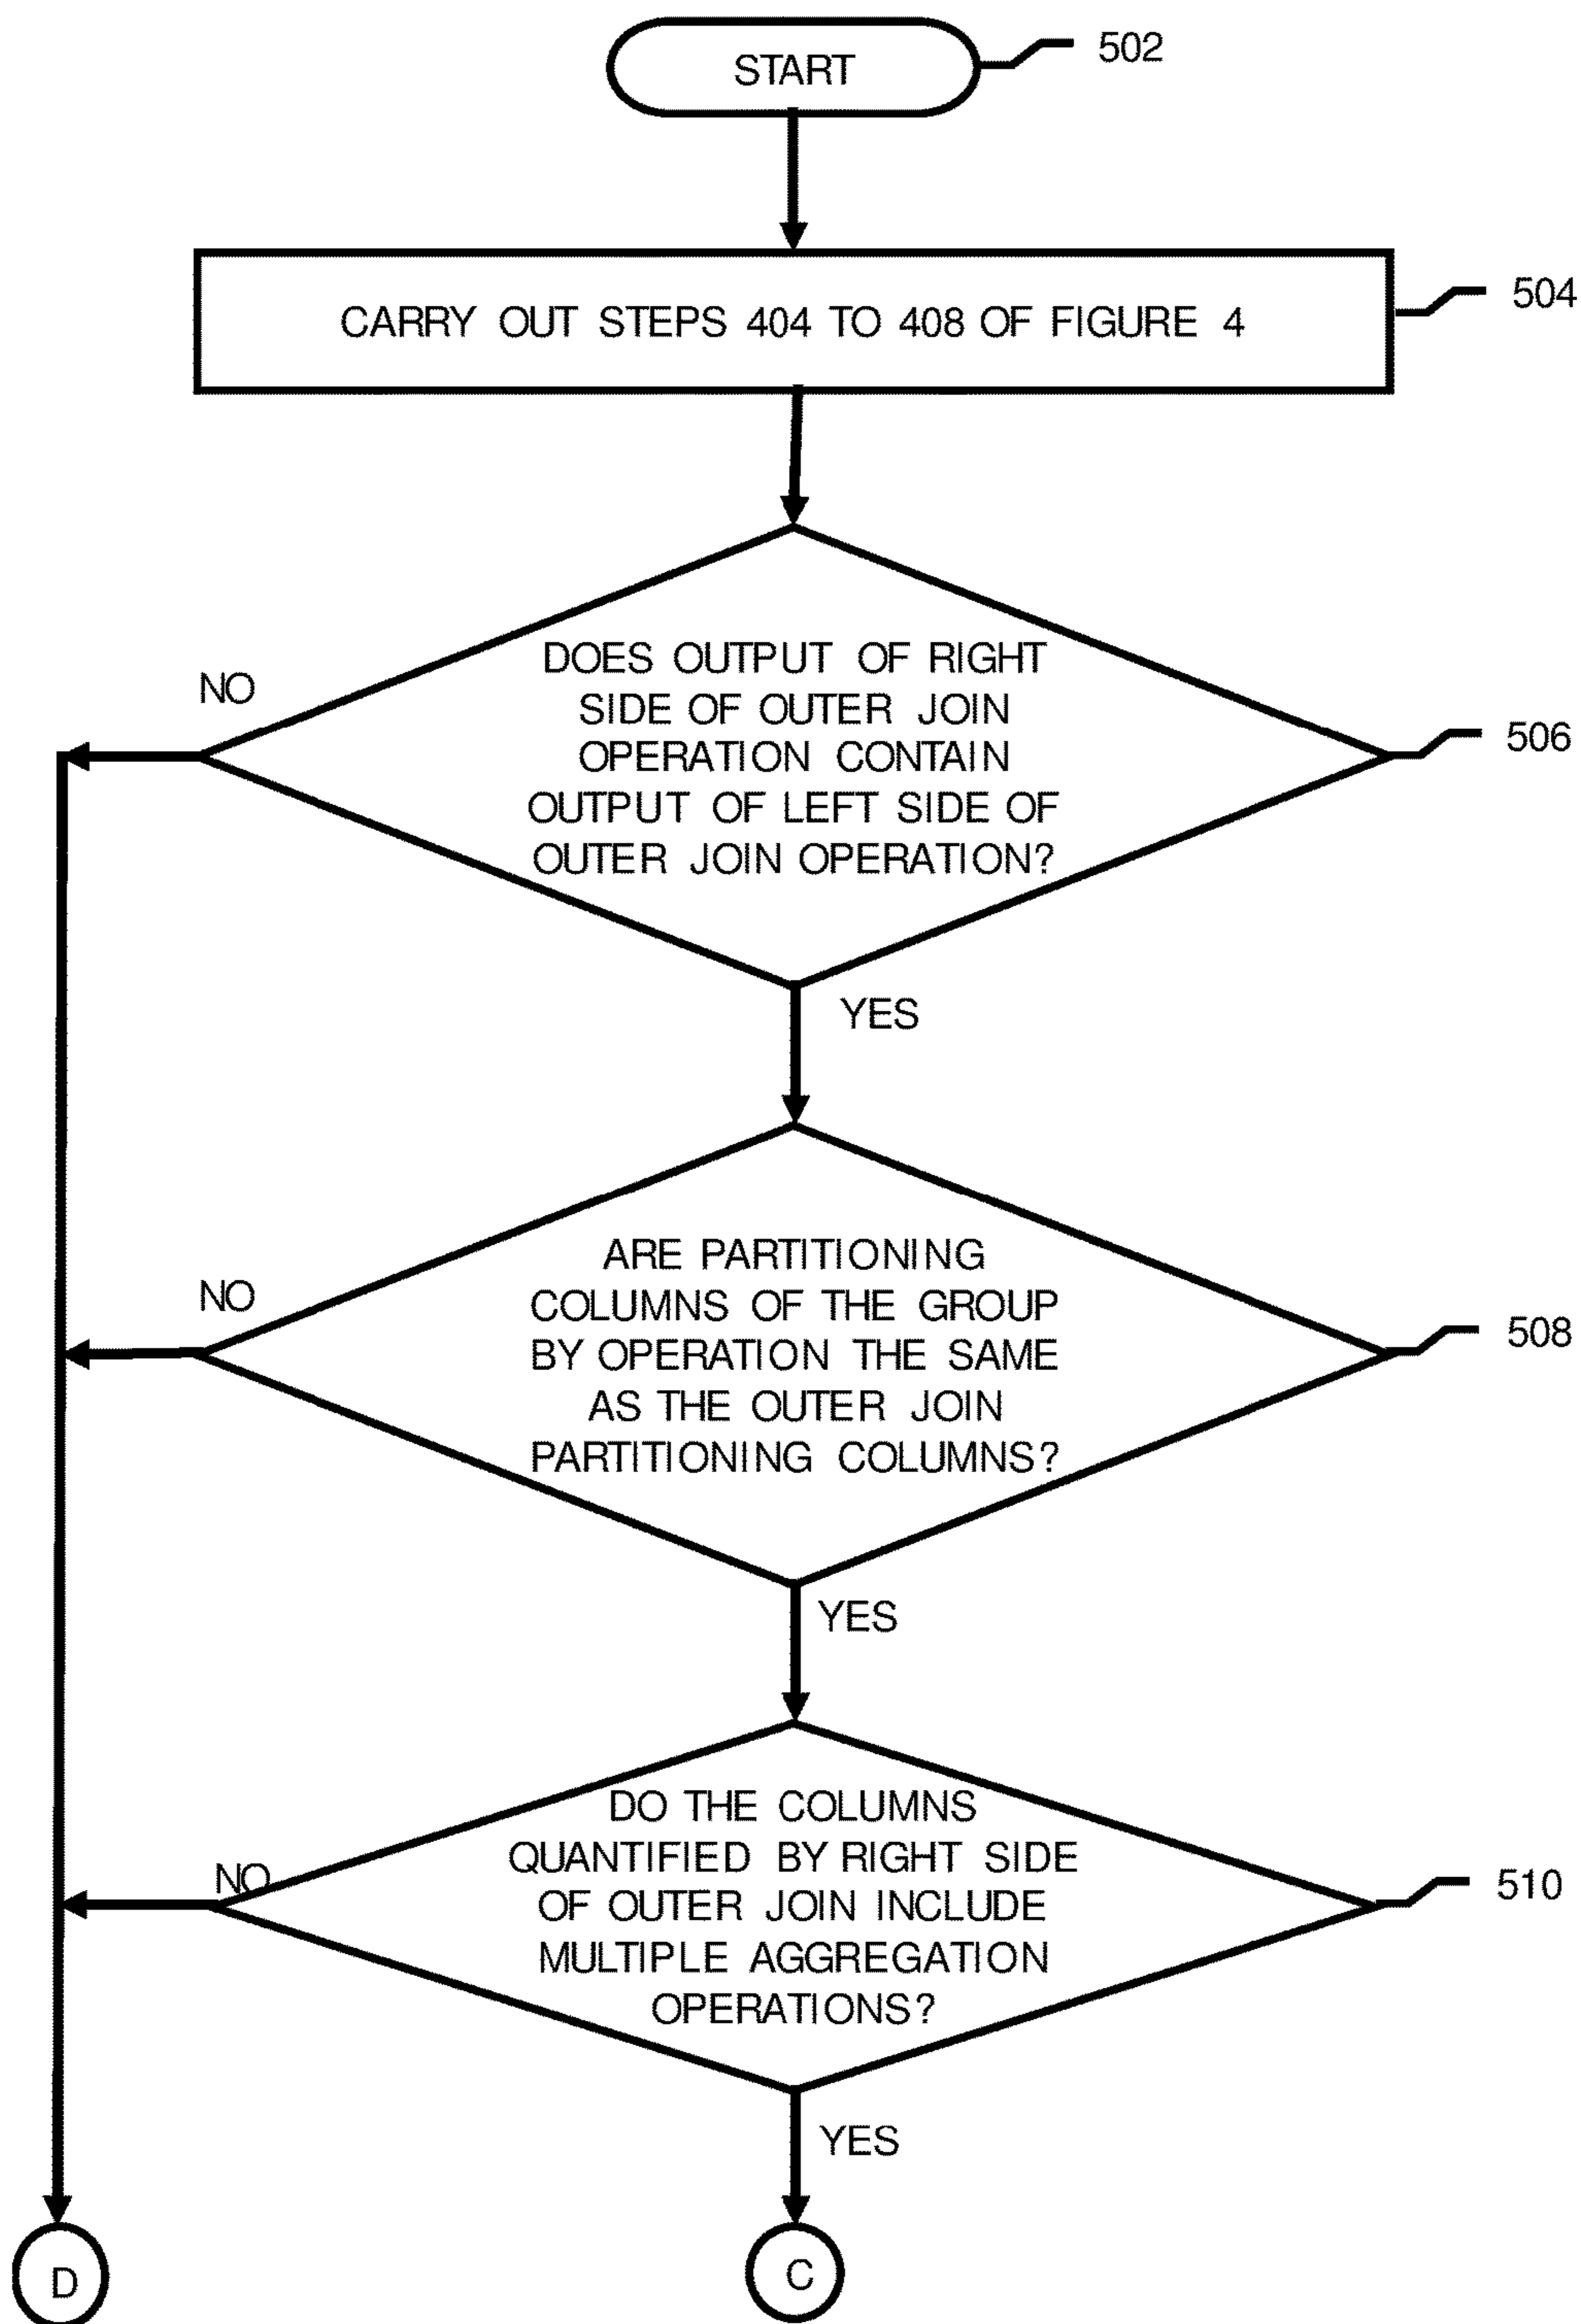 START
502
CARRY OUT STEPS 404 TO 408 OF FIGURE 4
504
DOES OUTPUT OF RIGHT
SIDE OF OUTER JOIN
OPERATION CONTAIN
OUTPUT OF LEFT SIDE OF
OUTER JOIN OPERATION?
NO
506
YES
ARE PARTITIONING
COLUMNS OF THE GROUP
BY OPERATION THE SAME
AS THE OUTER JOIN
PARTITIONING COLUMNS?
NO
508
YES
DO THE COLUMNS
QUANTIFIED BY RIGHT SIDE
OF OUTER JOIN INCLUDE
MULTIPLE AGGREGATION
OPERATIONS?
NO
510
YES
D
C